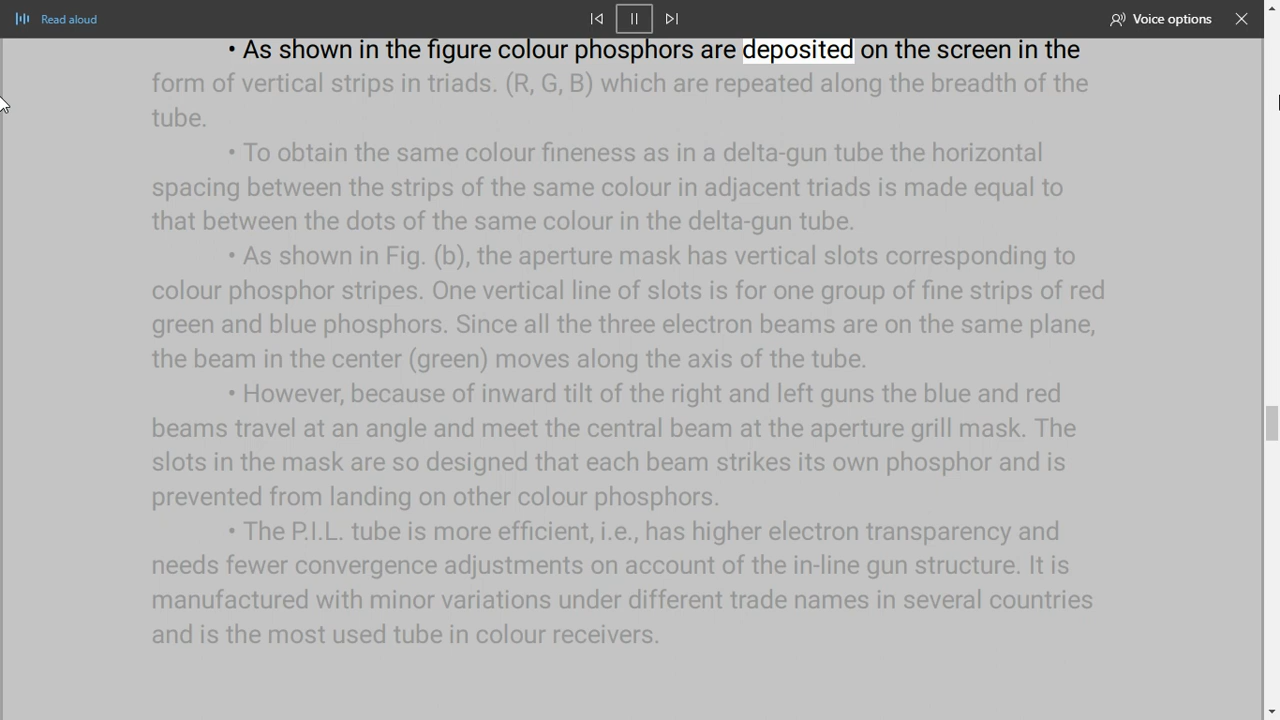 Read aloud
Voice options
• As shown in the figure colour phosphors are deposited on the screen in the
form of vertical strips in triads. (R, G, B) which are repeated along the breadth of the
tube.
• To obtain the same colour fineness as in a delta-gun tube the horizontal
spacing between the strips of the same colour in adjacent triads is made equal to
that between the dots of the same colour in the delta-gun tube.
• As shown in Fig. (b), the aperture mask has vertical slots corresponding to
colour phosphor stripes. One vertical line of slots is for one group of fine strips of red
green and blue phosphors. Since all the three electron beams are on the same plane,
the beam in the center (green) moves along the axis of the tube.
• However, because of inward tilt of the right and left guns the blue and red
beams travel at an angle and meet the central beam at the aperture grill mask. The
slots in the mask are so designed that each beam strikes its own phosphor and is
prevented from landing on other colour phosphors.
• The P.I.L. tube is more efficient, i.e., has higher electron transparency and
needs fewer convergence adjustments on account of the in-line gun structure. It is
manufactured with minor variations under different trade names in several countries
and is the most used tube in colour receivers.